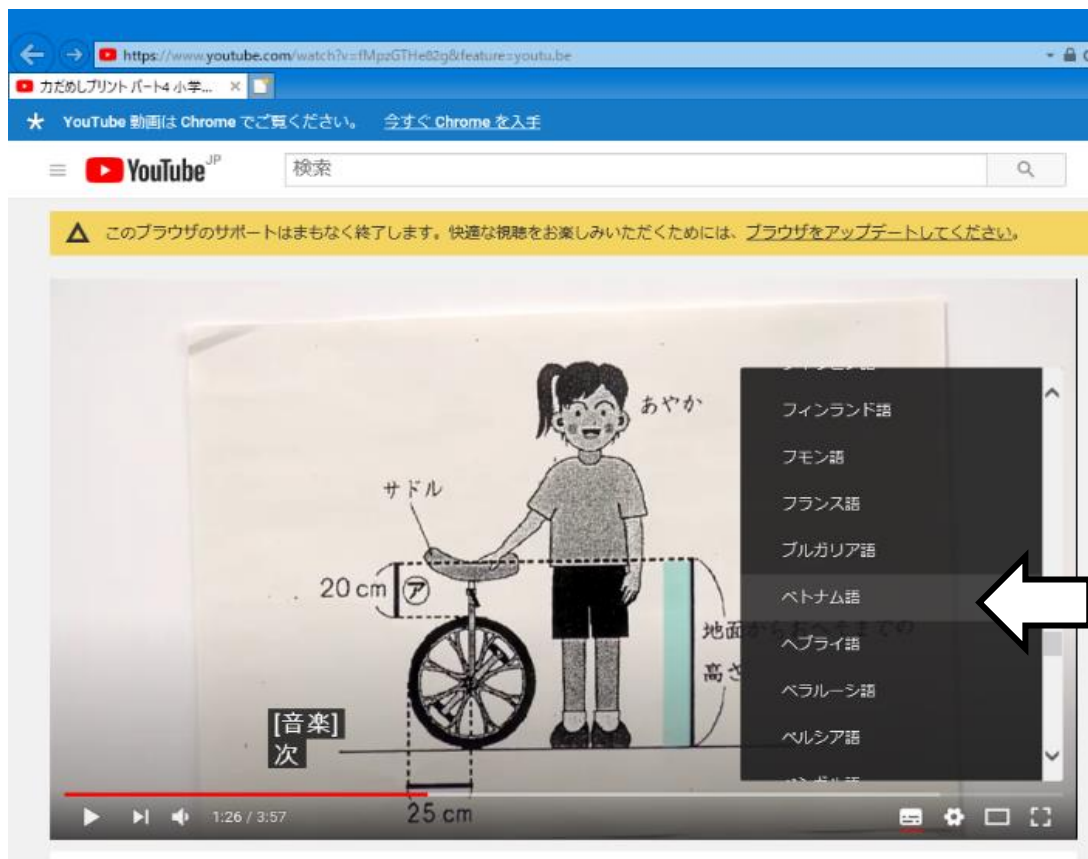 https://www.youtube.com/watch?v=fMpzGTHe82g&feature=youtu.be
力だめしプリント パート4 小学...
YouTube 動画は Chrome でご覧ください。 今すぐ Chrome を入手
YouTube JP
検索
このブラウザのサポートはまもなく終了します。快適な視聴をお楽しみいただくためには、ブラウザをアップデートしてください。
あやか
サドル
20 cm ㋐
地面からおへそまでの
高さ
25 cm
[音楽]
次
フィンランド語
フモン語
フランス語
ブルガリア語
ベトナム語
ヘブライ語
ベラルーシ語
ペルシア語
1:26 / 3:57